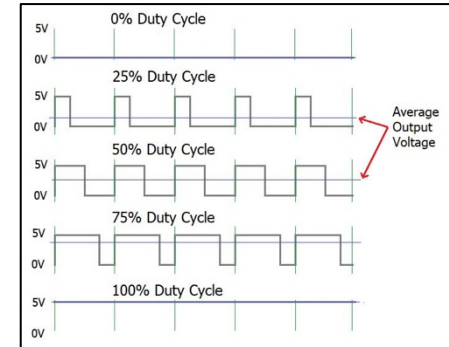 0% Duty Cycle
5V
0V
25% Duty Cycle
5V
0V
Average
Output
Voltage
50% Duty Cycle
5V
0V
75% Duty Cycle
5V
0V
100% Duty Cycle
5V
0V